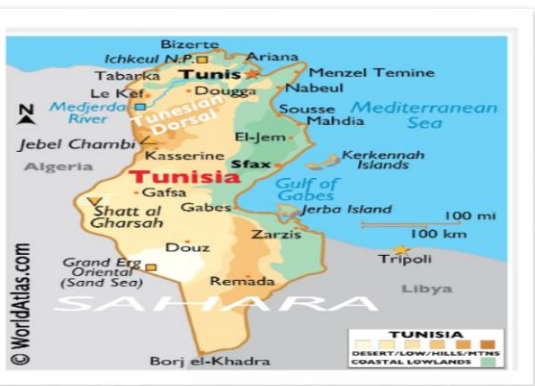 Bizerte
Ichkeul N.P.
Ariana
Tabarka
Tunis
Menzel Temine
Le Kef
Dougga
Nabeul
Medjerda
River
Tunesian
Dorsal
Sousse
Mahdia
Mediterranean
Sea
N
El-Jem
Jebel Chambi
Kasserine
Sfax
Kerkennah
Islands
Algeria
Tunisia
Gafsa
Gulf of
Gabes
Shatt al
Gharsah
Gabes
Jerba Island
100 mi
100 km
Zarzis
Douz
Tripoli
Grand Erg
Oriental
(Sand Sea)
Remada
Libya
SAHARA
Borj el-Khadra
TUNISIA
DESERT/LOW/HILLS/MTNS
COASTAL LOWLANDS
© WorldAtlas.com